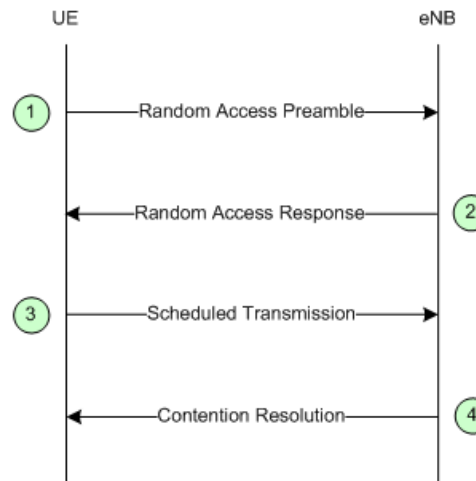 UE
eNB
1
Random Access Preamble
Random Access Response
2
3
Scheduled Transmission
Contention Resolution
4